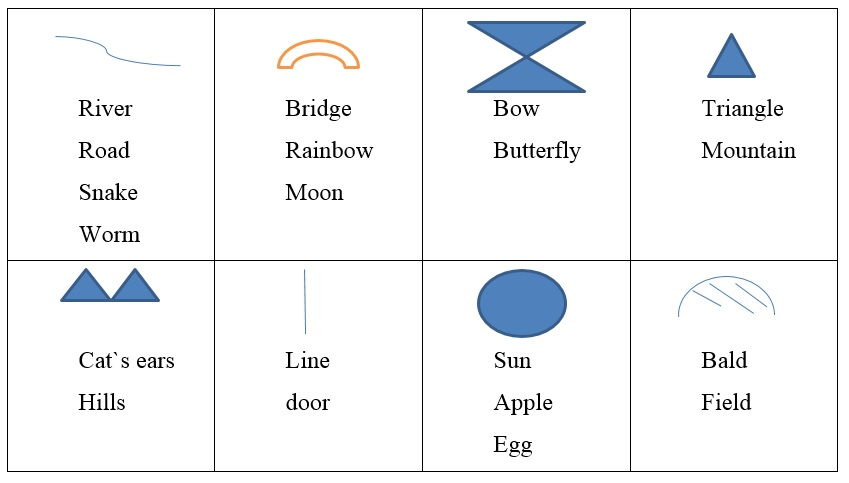 River
Road
Snake
Worm
Bridge
Rainbow
Moon
Bow
Butterfly
Triangle
Mountain
Cat`s ears
Hills
Line
door
Sun
Apple
Egg
Bald
Field